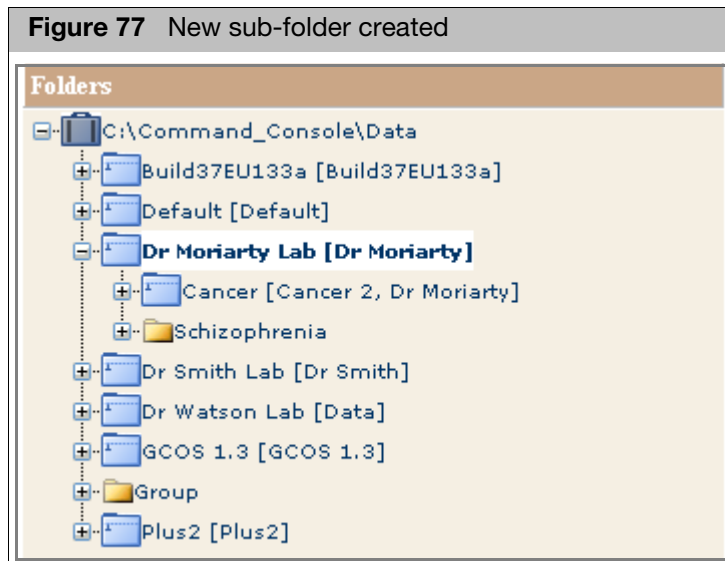 Figure 77 New sub-folder created
Folders
C:\Command_Console\Data
Build37EU133a [Build37EU133a]
Default [Default]
Dr Moriarty Lab [Dr Moriarty]
Cancer [Cancer 2, Dr Moriarty]
Schizophrenia
Dr Smith Lab [Dr Smith]
Dr Watson Lab [Data]
GCOS 1.3 [GCOS 1.3]
Group
Plus2 [Plus2]